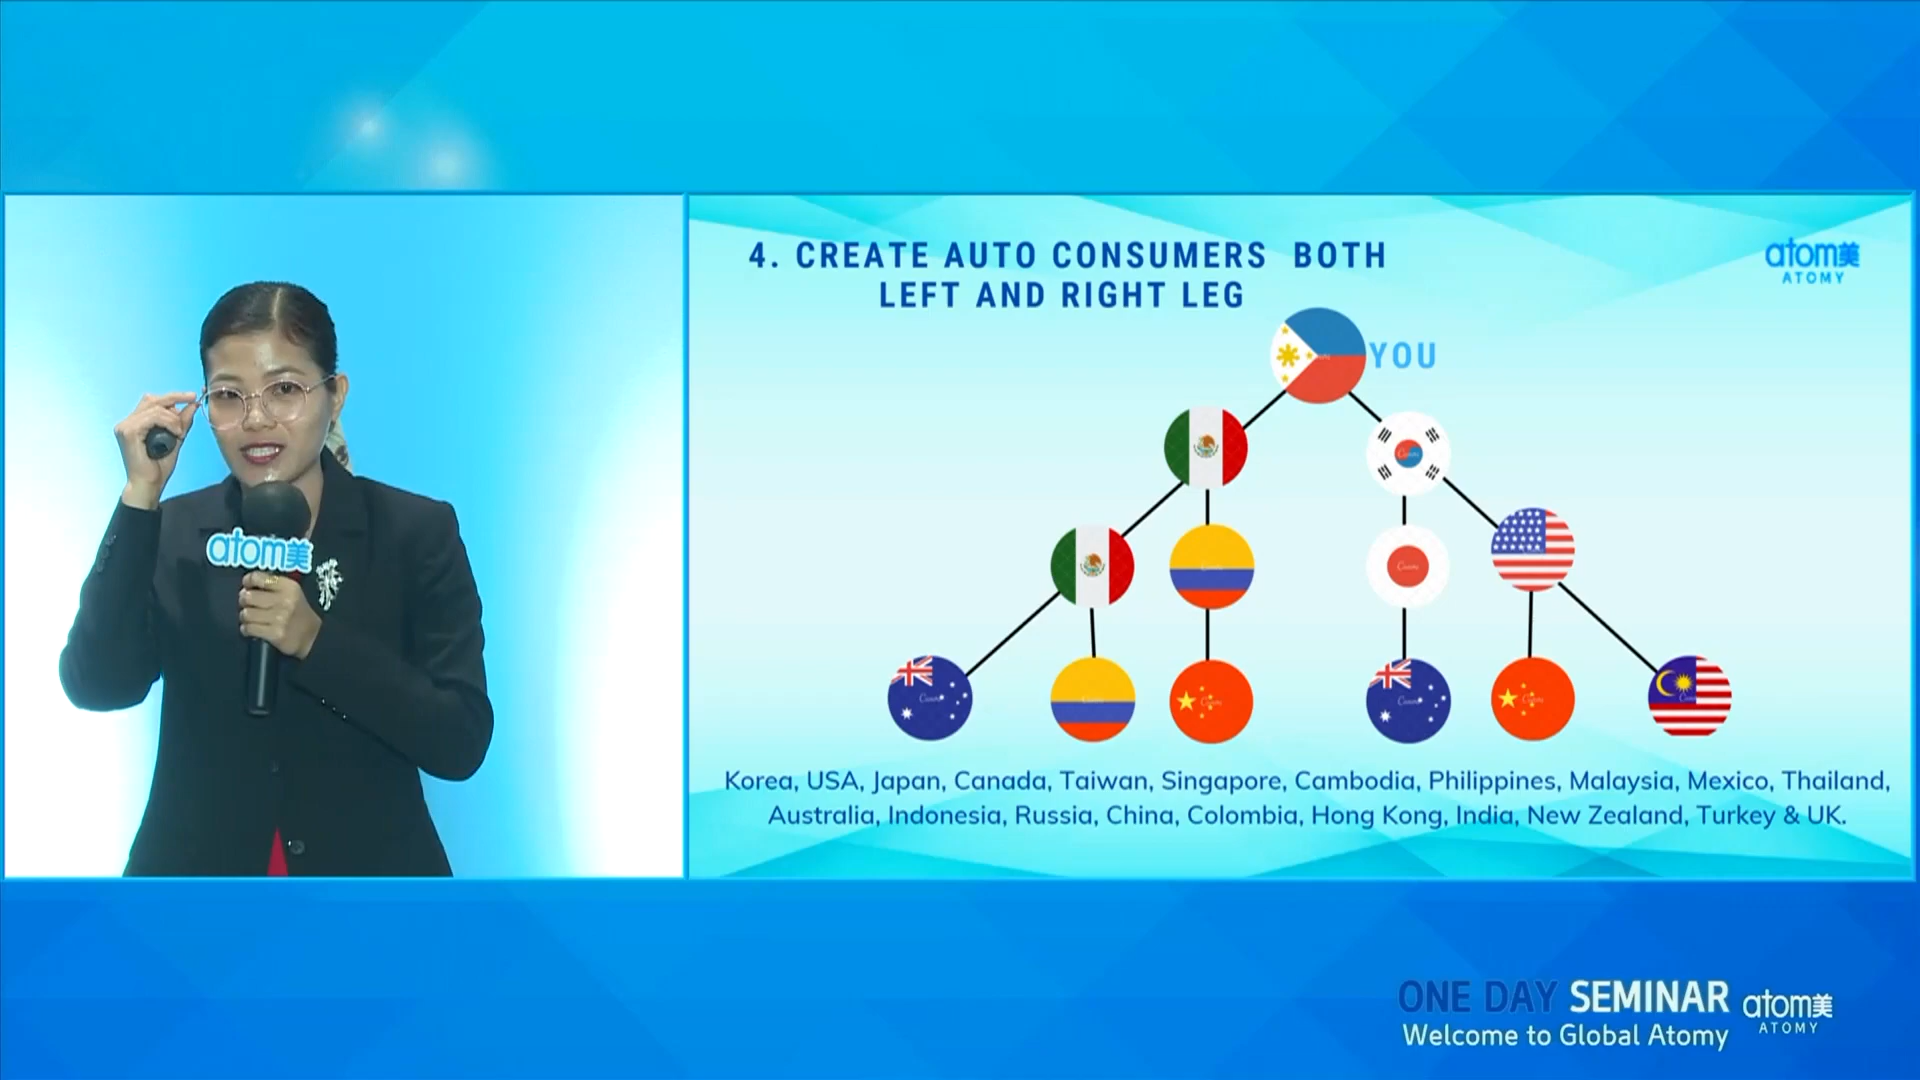 4. CREATE AUTO CONSUMERS BOTH
LEFT AND RIGHT LEG
atom美
ATOMY
YOU
atom美
Korea, USA, Japan, Canada, Taiwan, Singapore, Cambodia, Philippines, Malaysia, Mexico, Thailand,
Australia, Indonesia, Russia, China, Colombia, Hong Kong, India, New Zealand, Turkey & UK.
ONE DAY SEMINAR
Welcome to Global Atomy
atom美
ATOMY